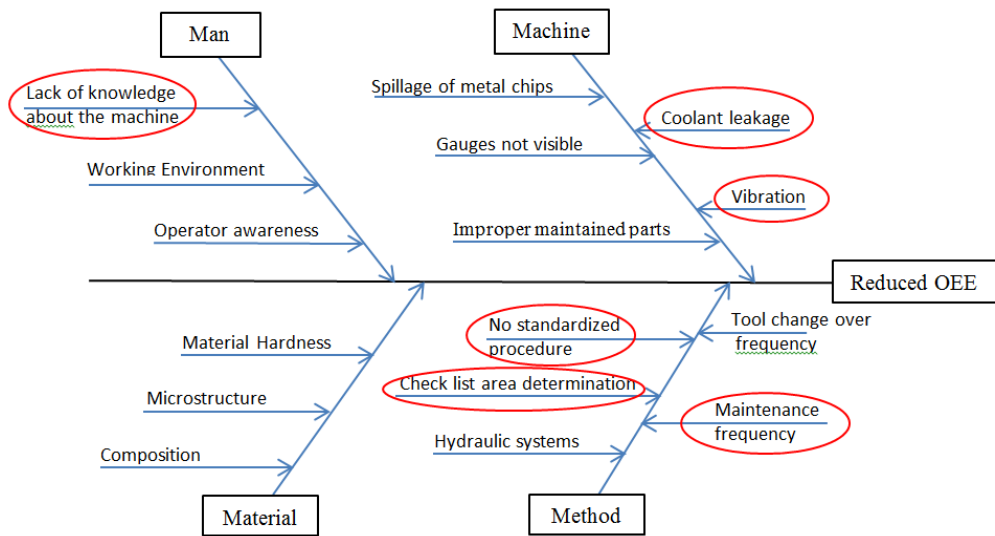 Man
Machine
Lack of knowledge
about the machine
Spillage of metal chips
Coolant leakage
Gauges not visible
Working Environment
Vibration
Operator awareness
Improper maintained parts
Reduced OEE
Material Hardness
No standardized
procedure
Tool change over
frequency
Check list area determination
Microstructure
Maintenance
frequency
Hydraulic systems
Composition
Material
Method